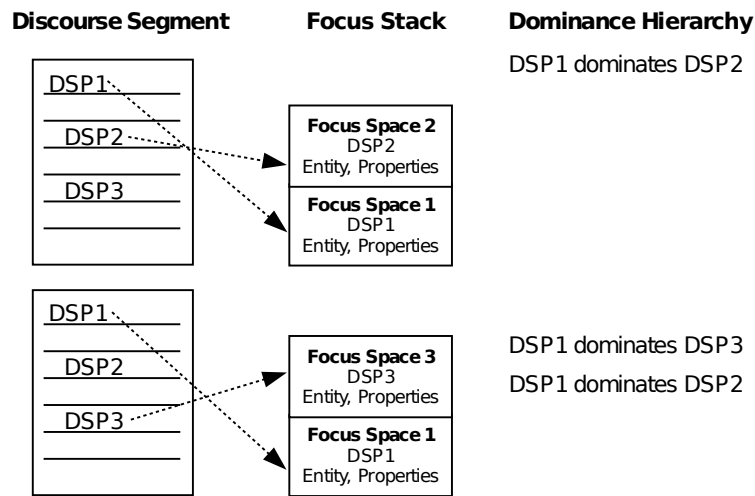 Discourse Segment Focus Stack Dominance Hierarchy
DSP1 dominates DSP2
DSP1
DSP2
DSP3
Focus Space 2
DSP2
Entity, Properties
Focus Space 1
DSP1
Entity, Properties
DSP1
DSP2
DSP3
Focus Space 3
DSP3
Entity, Properties
Focus Space 1
DSP1
Entity, Properties
DSP1 dominates DSP3
DSP1 dominates DSP2